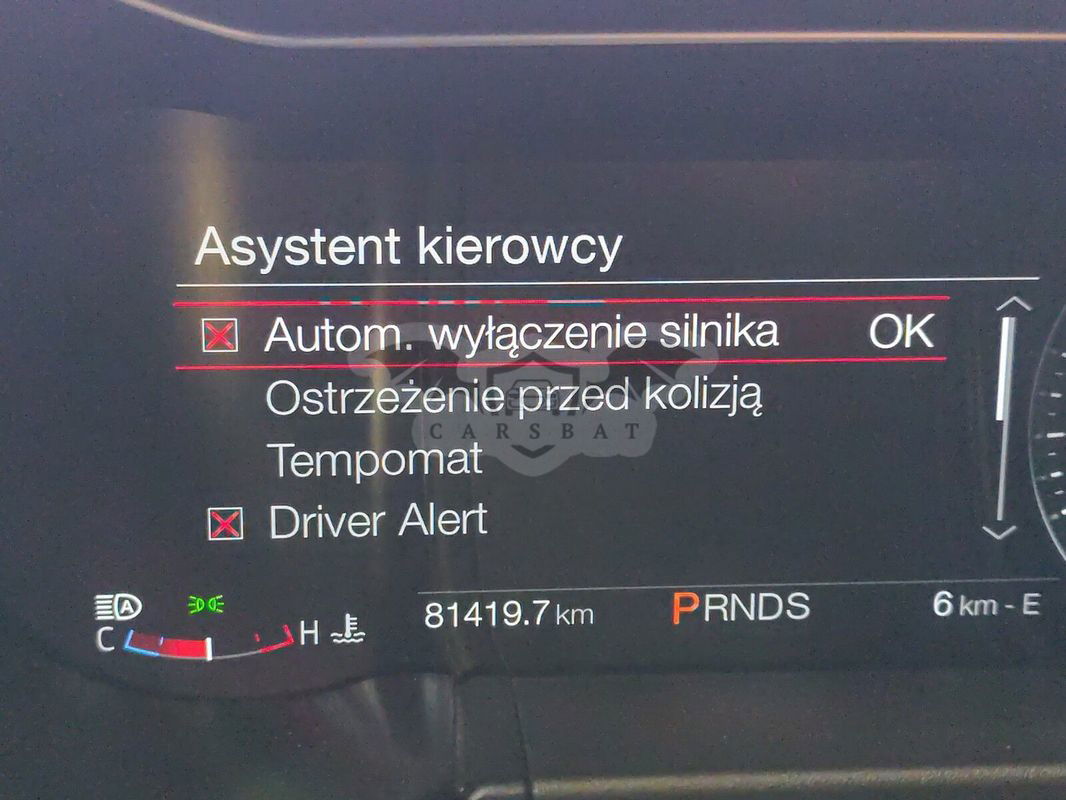 Asystent kierowcy
Autom. wyłączenie silnika OK
Ostrzeżenie przed kolizją
CARSBAT
Tempomat
Driver Alert
A
C H 81419.7 km PRNDS 6 km - E